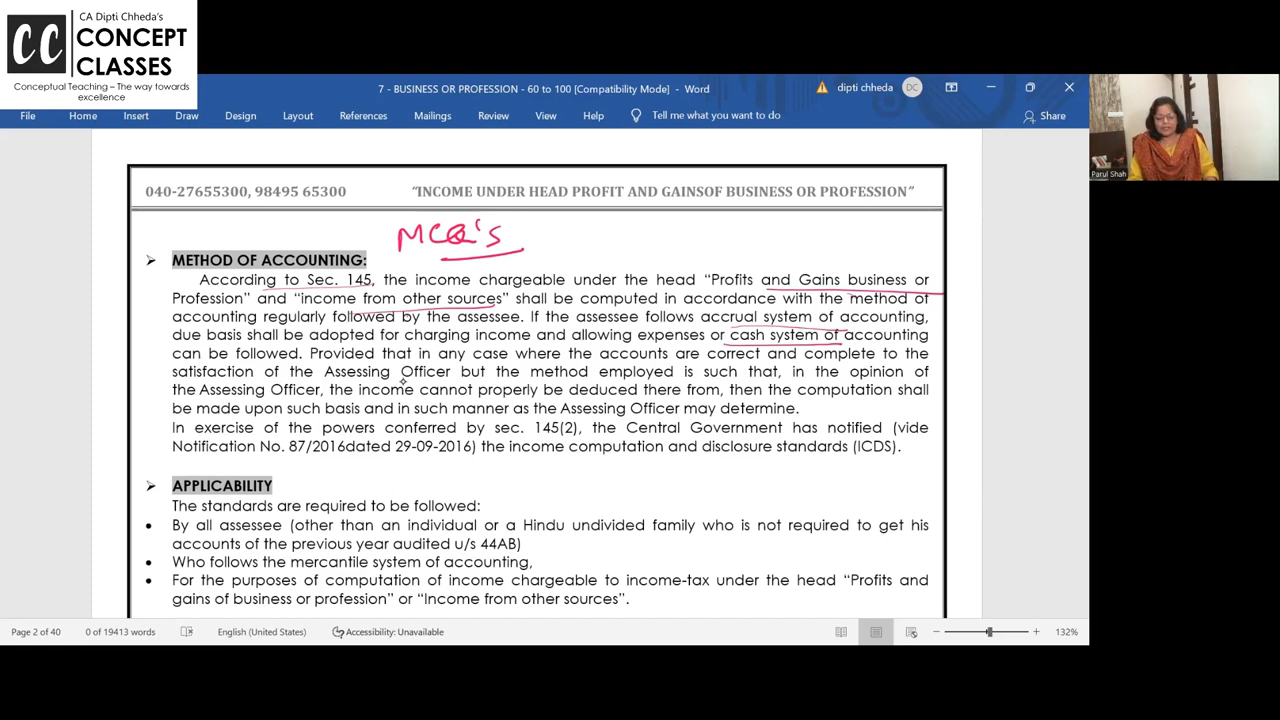 CA Dipti Chheda's
CONCEPT
CLASSES
Conceptual Teaching – The way towards
excellence
CC
7 - BUSINESS OR PROFESSION - 60 to 100 [Compatibility Mode] - Word
dipti chheda
DC
File Home Insert Draw Design Layout References Mailings Review View Help Tell me what you want to do
Share
Parul Shah
040-27655300, 98495 65300 "INCOME UNDER HEAD PROFIT AND GAINSOF BUSINESS OR PROFESSION"
MCQ's
METHOD OF ACCOUNTING:
According to Sec. 145, the income chargeable under the head "Profits and Gains business or
Profession" and "income from other sources" shall be computed in accordance with the method of
accounting regularly followed by the assessee. If the assessee follows accrual system of accounting,
due basis shall be adopted for charging income and allowing expenses or cash system of accounting
can be followed. Provided that in any case where the accounts are correct and complete to the
satisfaction of the Assessing Officer but the method employed is such that, in the opinion of
the Assessing Officer, the income cannot properly be deduced there from, then the computation shall
be made upon such basis and in such manner as the Assessing Officer may determine.
In exercise of the powers conferred by sec. 145(2), the Central Government has notified (vide
Notification No. 87/2016dated 29-09-2016) the income computation and disclosure standards (ICDS).
APPLICABILITY
The standards are required to be followed:
By all assessee (other than an individual or a Hindu undivided family who is not required to get his
accounts of the previous year audited u/s 44AB)
Who follows the mercantile system of accounting,
For the purposes of computation of income chargeable to income-tax under the head "Profits and
gains of business or profession" or "Income from other sources".
Page 2 of 40 0 of 19413 words English (United States) Accessibility: Unavailable 132%